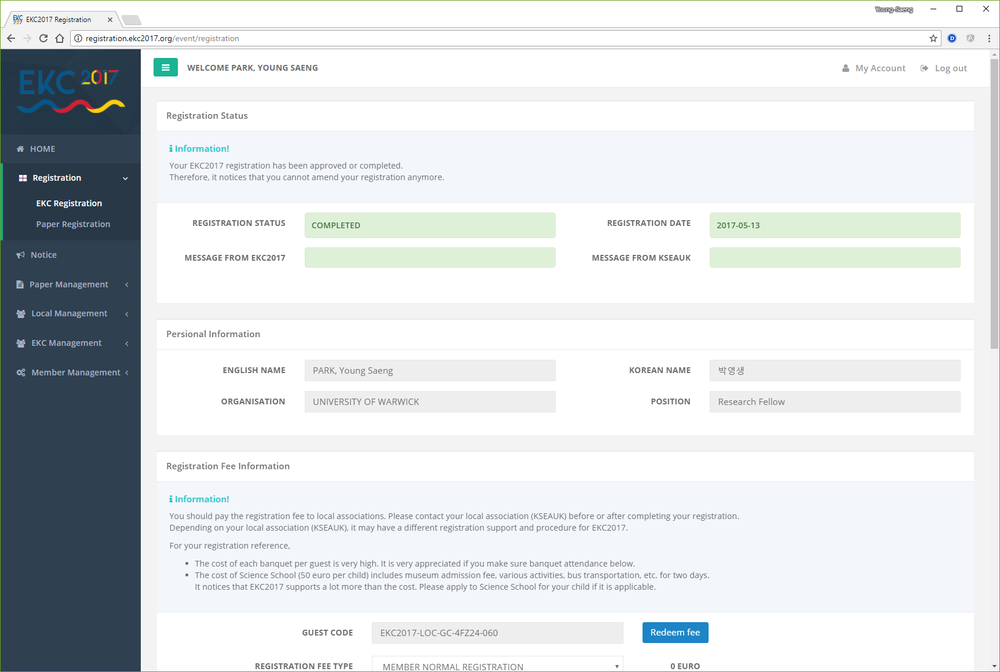 Young-Saeng
EKC2017 Registration
registration.ekc2017.org/event/registration
EKC 2017
WELCOME PARK, YOUNG SAENG
My Account
Log out
HOME
Registration
EKC Registration
Paper Registration
Notice
Paper Management
Local Management
EKC Management
Member Management
Registration Status
Information!
Your EKC2017 registration has been approved or completed.
Therefore, it notices that you cannot amend your registration anymore.
REGISTRATION STATUS COMPLETED REGISTRATION DATE 2017-05-13
MESSAGE FROM EKC2017 MESSAGE FROM KSEAUK
Persional Information
ENGLISH NAME PARK, Young Saeng KOREAN NAME 박영생
ORGANISATION UNIVERSITY OF WARWICK POSITION Research Fellow
Registration Fee Information
Information!
You should pay the registration fee to local associations. Please contact your local association (KSEAUK) before or after completing your registration.
Depending on your local association (KSEAUK), it may have a different registration support and procedure for EKC2017.
For your registration reference,
The cost of each banquet per guest is very high. It is very appreciated if you make sure banquet attendance below.
The cost of Science School (50 euro per child) includes museum admission fee, various activities, bus transportation, etc. for two days.
It notices that EKC2017 supports a lot more than the cost. Please apply to Science School for your child if it is applicable.
GUEST CODE EKC2017-LOC-GC-4FZ24-060 Redeem fee
REGISTRATION FEE TYPE MEMBER NORMAL REGISTRATION 0 EURO